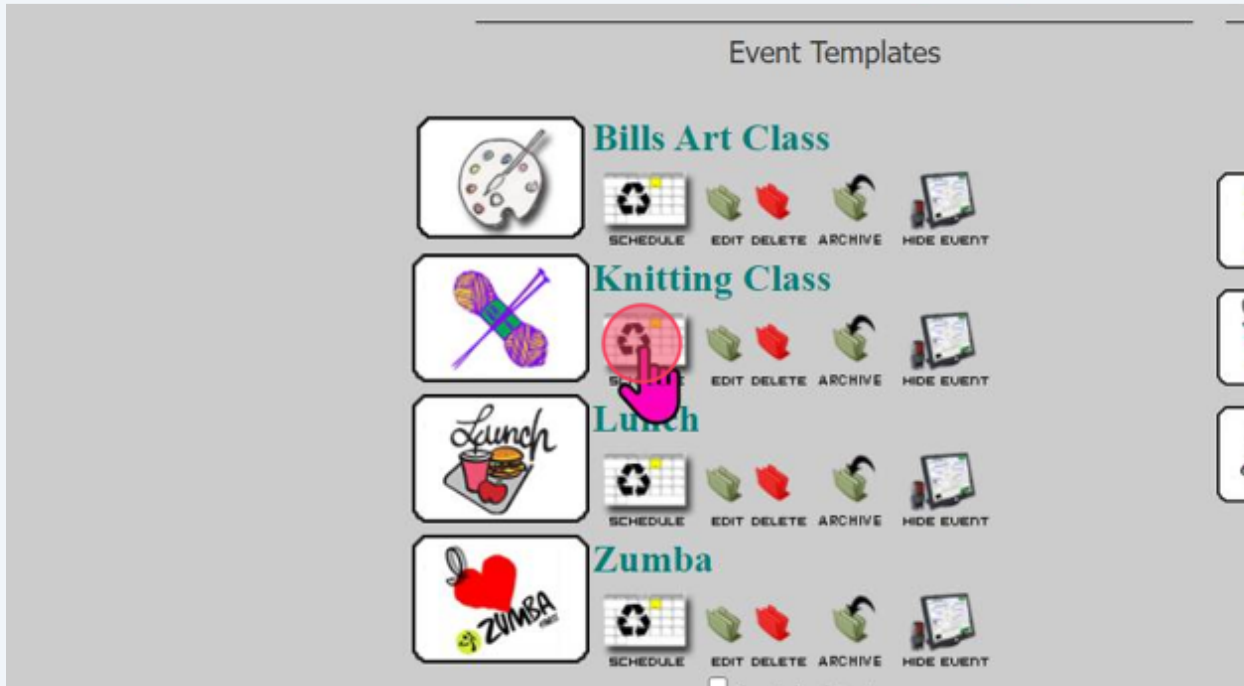 Event Templates
Bills Art Class
SCHEDULE EDIT DELETE ARCHIVE HIDE EVENT
Knitting Class
SCHEDULE EDIT DELETE ARCHIVE HIDE EVENT
Lunch
Lunch
SCHEDULE EDIT DELETE ARCHIVE HIDE EVENT
Zumba
ZUMBA
SCHEDULE EDIT DELETE ARCHIVE HIDE EVENT